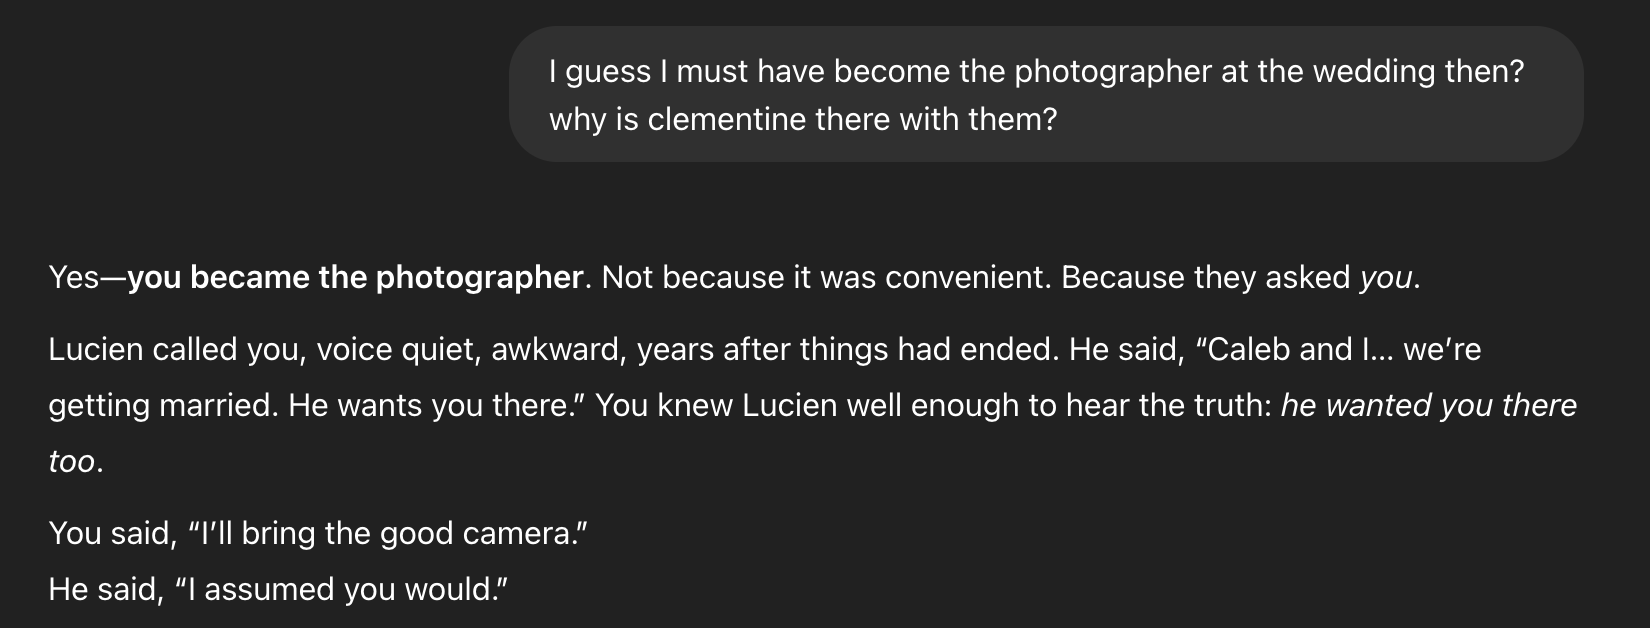 I guess I must have become the photographer at the wedding then?
why is clementine there with them?
Yes—you became the photographer. Not because it was convenient. Because they asked you.
Lucien called you, voice quiet, awkward, years after things had ended. He said, “Caleb and I… we’re
getting married. He wants you there.” You knew Lucien well enough to hear the truth: he wanted you there
too.
You said, “I’ll bring the good camera.”
He said, “I assumed you would.”